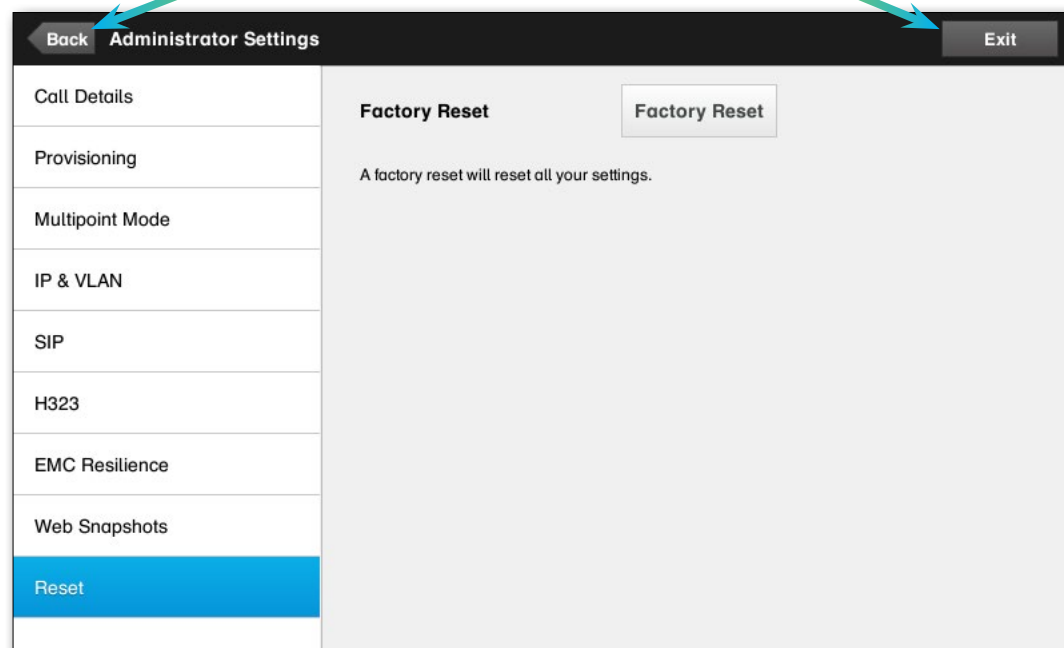 Back Administrator Settings Exit
Call Details
Provisioning
Multipoint Mode
IP & VLAN
SIP
H323
EMC Resilience
Web Snapshots
Reset
Factory Reset Factory Reset
A factory reset will reset all your settings.